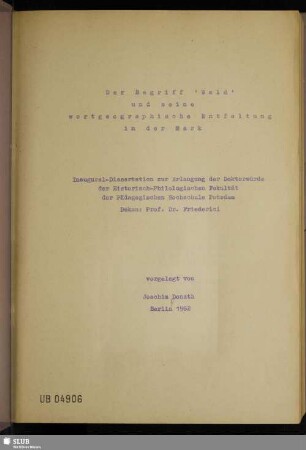 Der Begriff 'Wald'
und seine
wortgeographische Entfaltung
in der Mark
Inaugural-Dissertation zur Erlangung der Doktorwürde
der Historisch-Philologischen Fakultät
der Pädagogischen Hochschule Potsdam
Dekan: Prof. Dr. Friederici
vorgelegt von
Joachim
Berlin 1962
UB 04906
SLUB